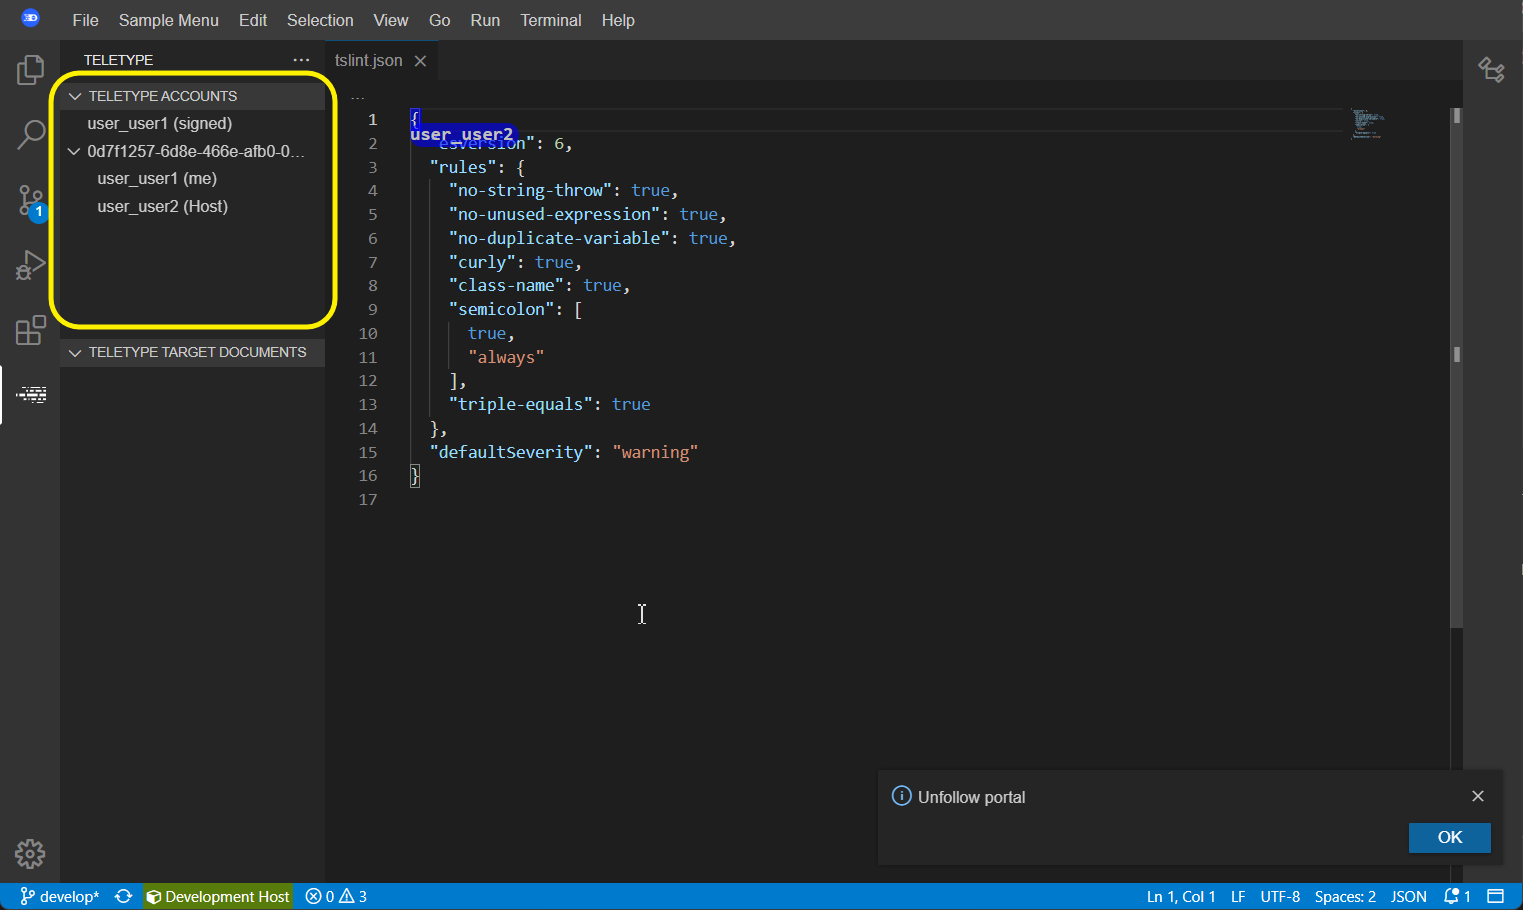 File Sample Menu Edit Selection View Go Run Terminal Help
TELETYPE ...
tslint.json
TELETYPE ACCOUNTS
user_user1 (signed)
0d7f1257-6d8e-466e-afb0-0...
user_user1 (me)
user_user2 (Host)
TELETYPE TARGET DOCUMENTS
1
...
1 {
user_user2
2 "esversion": 6,
3 "rules": {
4 "no-string-throw": true,
5 "no-unused-expression": true,
6 "no-duplicate-variable": true,
7 "curly": true,
8 "class-name": true,
9 "semicolon": [
10 true,
11 "always"
12 ],
13 "triple-equals": true
14 },
15 "defaultSeverity": "warning"
16 }
17
Unfollow portal
OK
develop* Development Host 0 3 Ln 1, Col 1 LF UTF-8 Spaces: 2 JSON 1